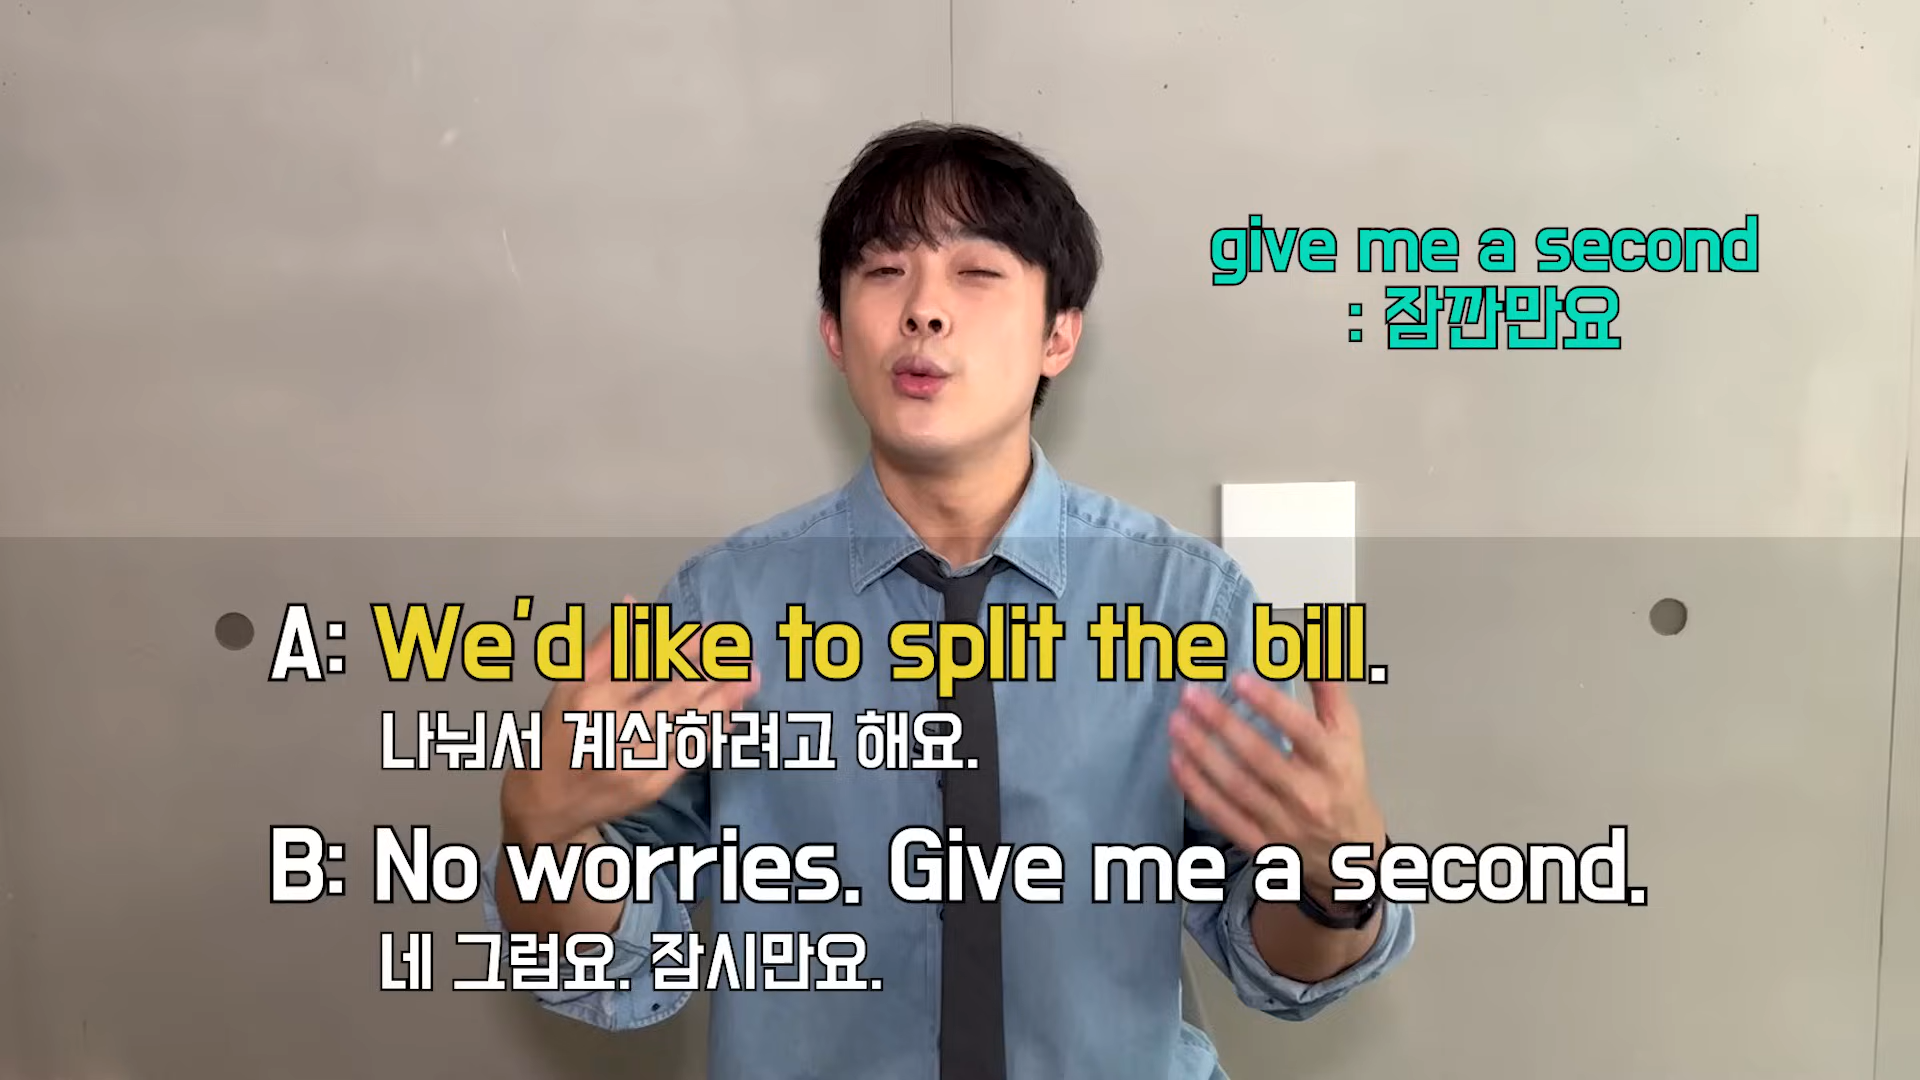 give me a second
: 잠깐만요
A: We'd like to split the bill.
나눠서 계산하려고 해요.
B: No worries. Give me a second.
네 그럼요. 잠시만요.